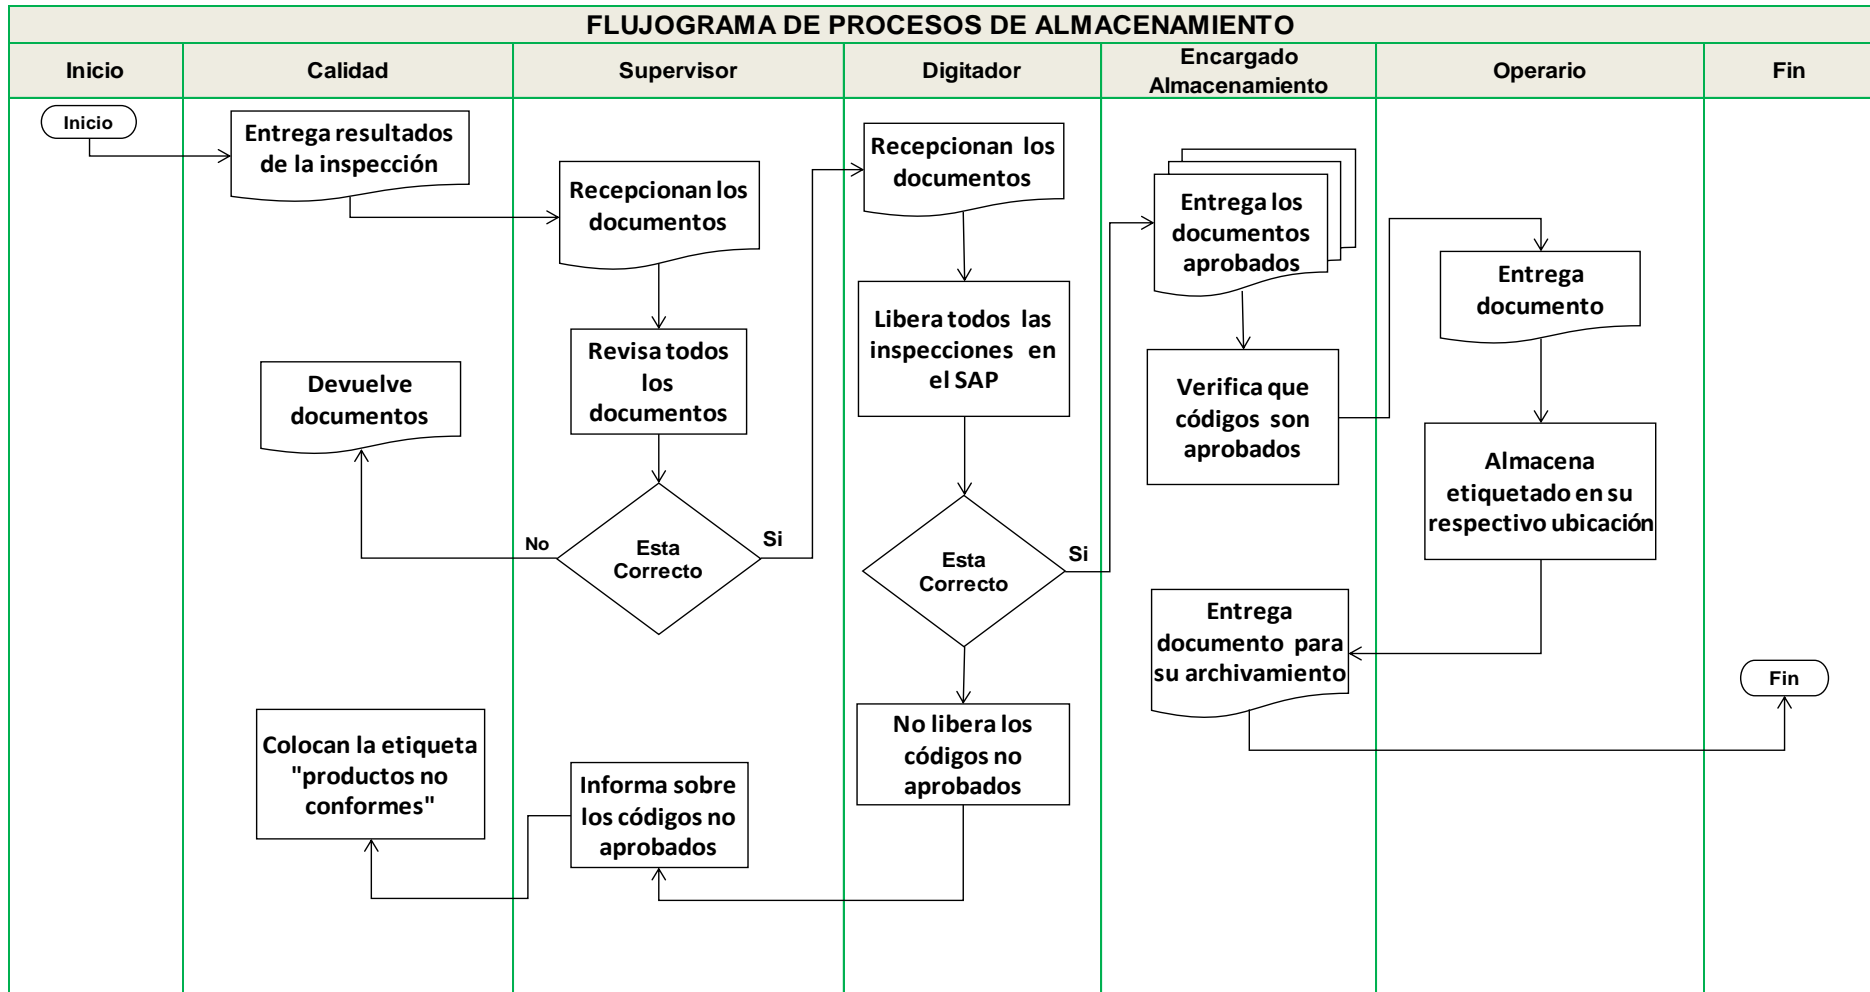 FLUJOGRAMA DE PROCESOS DE ALMACENAMIENTO
Inicio
Calidad
Supervisor
Digitador
Encargado
Almacenamiento
Operario
Fin
Inicio
Entrega resultados
de la inspección
Devuelve
documentos
Colocan la etiqueta
"productos no
conformes"
Recepcionan los
documentos
Revisa todos
los
documentos
No
Esta
Correcto
Si
Informa sobre
los códigos no
aprobados
Recepcionan los
documentos
Libera todos las
inspecciones en
el SAP
Esta
Correcto
Si
No libera los
códigos no
aprobados
Entrega los
documentos
aprobados
Verifica que
códigos son
aprobados
Entrega
documento para
su archivamiento
Entrega
documento
Almacena
etiquetado en su
respectivo ubicación
Fin